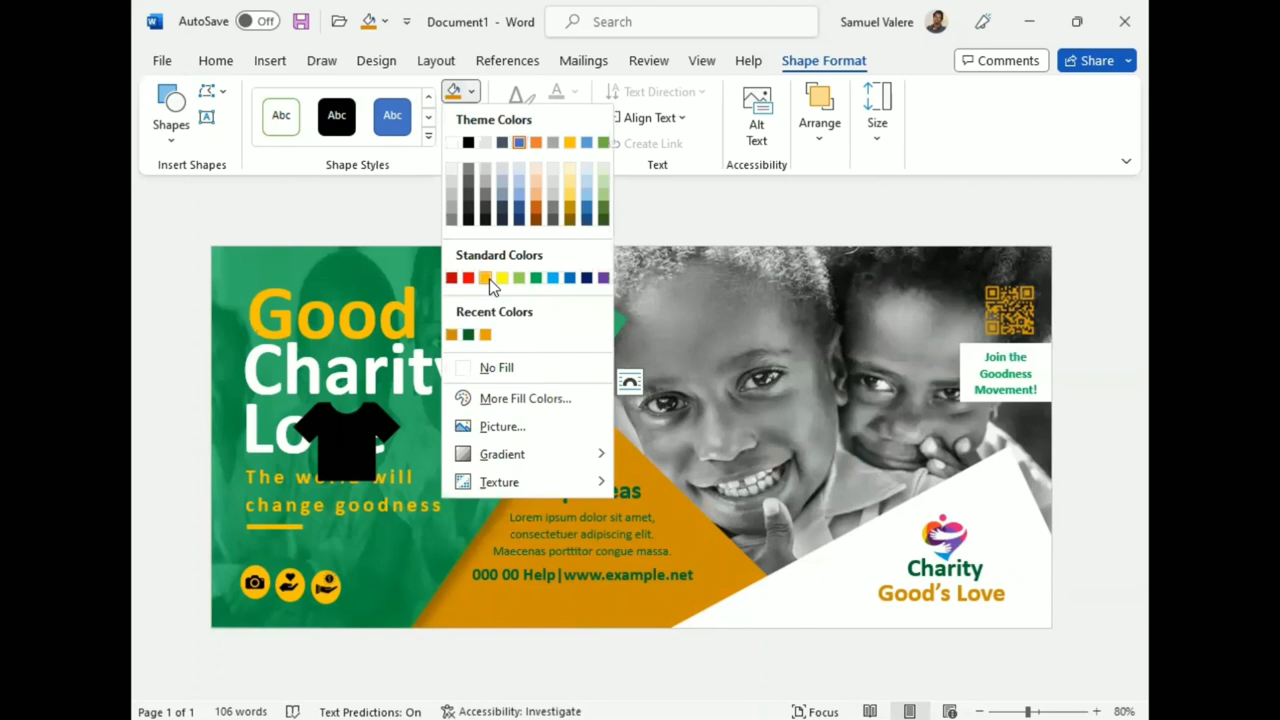 AutoSave
Off
Document1 - Word
Search
Samuel Valere
File
Home
Insert
Draw
Design
Layout
References
Mailings
Review
View
Help
Shape Format
Comments
Share
Shapes
Insert Shapes
Abc
Abc
Abc
Shape Styles
Text Direction
Align Text
Create Link
Text
Alt
Text
Accessibility
Arrange
Size
Theme Colors
Standard Colors
Recent Colors
No Fill
More Fill Colors...
Picture...
Gradient
Texture
Good
Charity
The will
change goodness
eas
Lorem ipsum dolor sit amet,
consectetuer adipiscing elit.
Maecenas porttitor congue massa.
000 00 Help|www.example.net
Join the
Goodness
Movement!
Charity
Good's Love
Page 1 of 1
106 words
Text Predictions: On
Accessibility: Investigate
Focus
80%